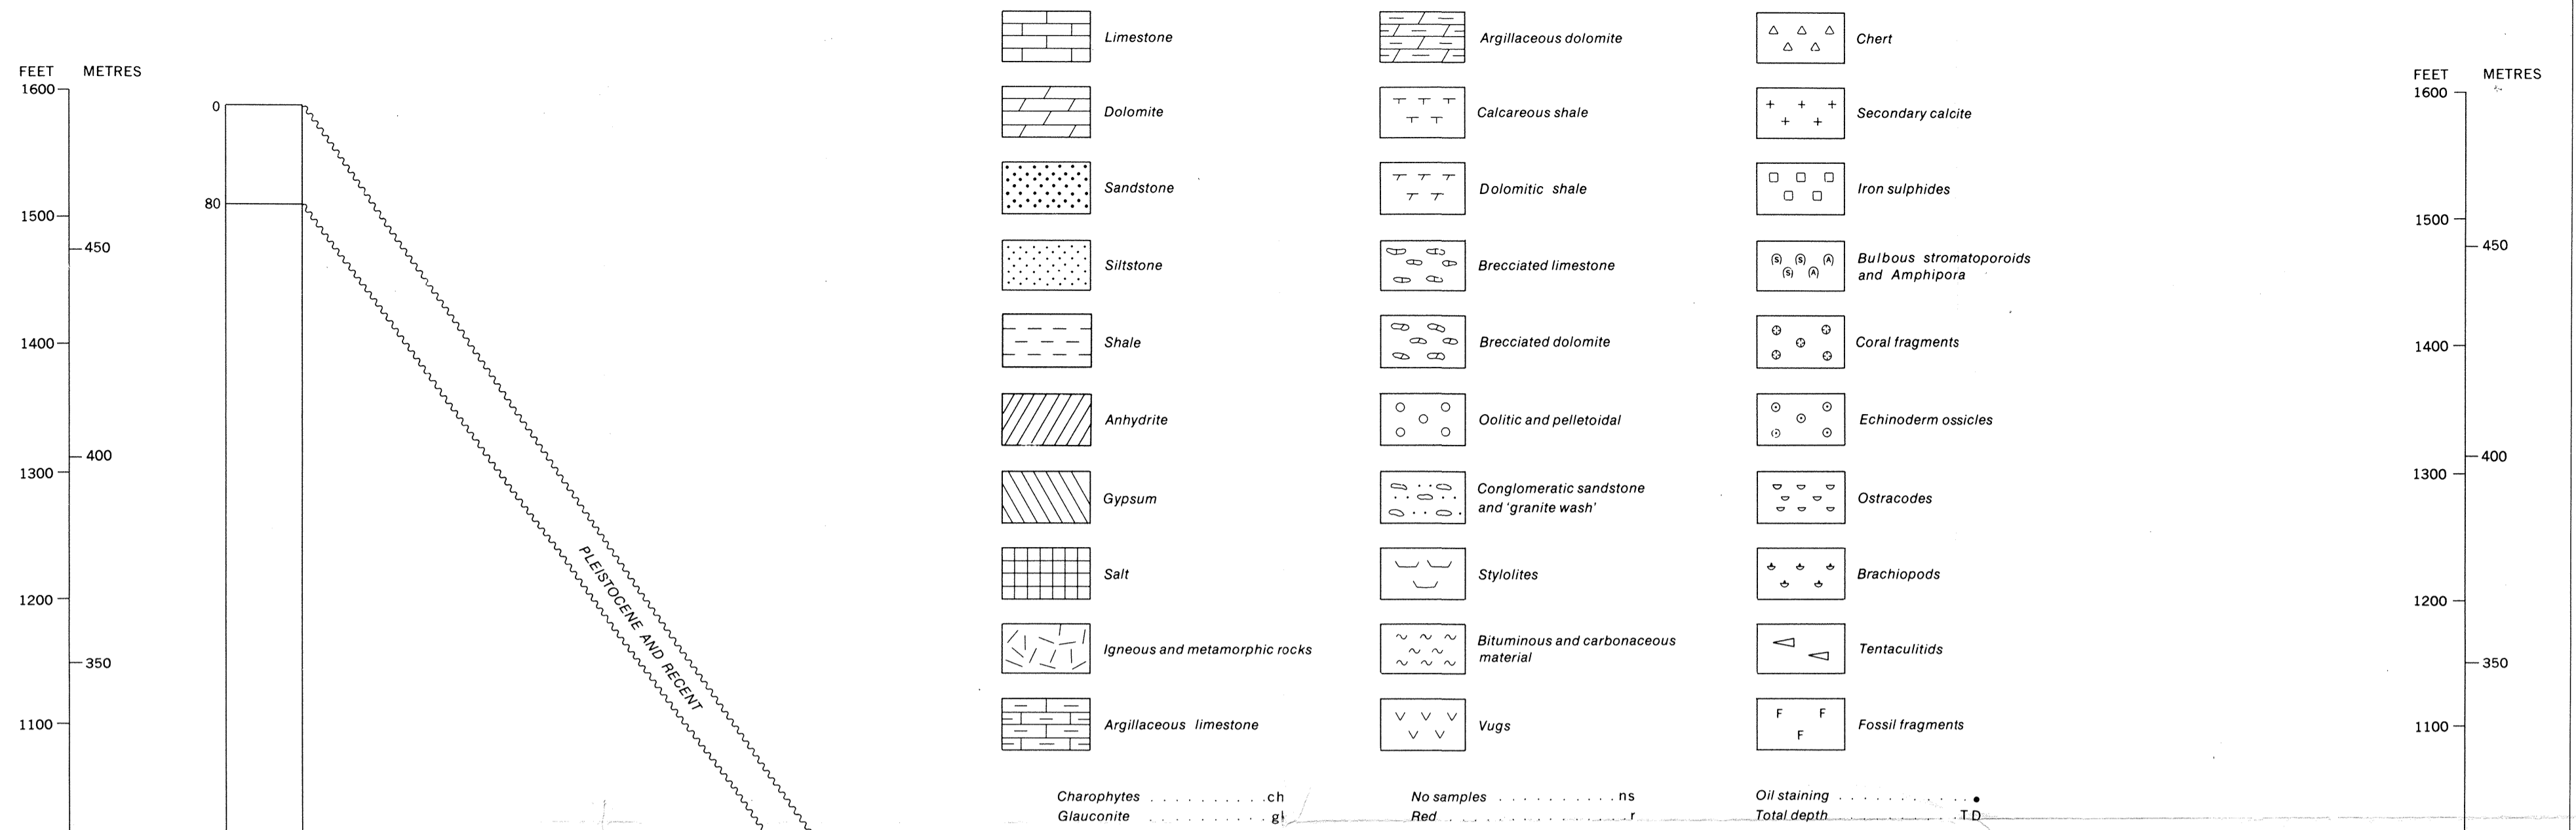 FEET METRES
1600
1500
450
1400
400
1300
1200
350
1100
0
80
PLEISTOCENE AND RECENT
Limestone
Dolomite
Sandstone
Siltstone
Shale
Anhydrite
Gypsum
Salt
Igneous and metamorphic rocks
Argillaceous limestone
Charophytes . . . . . . . . . . ch
Glauconite . . . . . . . . . . gl
Argillaceous dolomite
Calcareous shale
Dolomitic shale
Brecciated limestone
Brecciated dolomite
Oolitic and pelletoidal
Conglomeratic sandstone
and 'granite wash'
Stylolites
Bituminous and carbonaceous
material
Vugs
No samples . . . . . . . . . . ns
Red . . . . . . . . . . . . . . r
Chert
Secondary calcite
Iron sulphides
S S A
S A
Bulbous stromatoporoids
and Amphipora
Coral fragments
Echinoderm ossicles
Ostracodes
Brachiopods
Tentaculitids
F F
F
Fossil fragments
Oil staining . . . . . . . . . . . ●
Total depth . . . . . . . . . . TD
FEET METRES
1600
1500
450
1400
400
1300
1200
350
1100